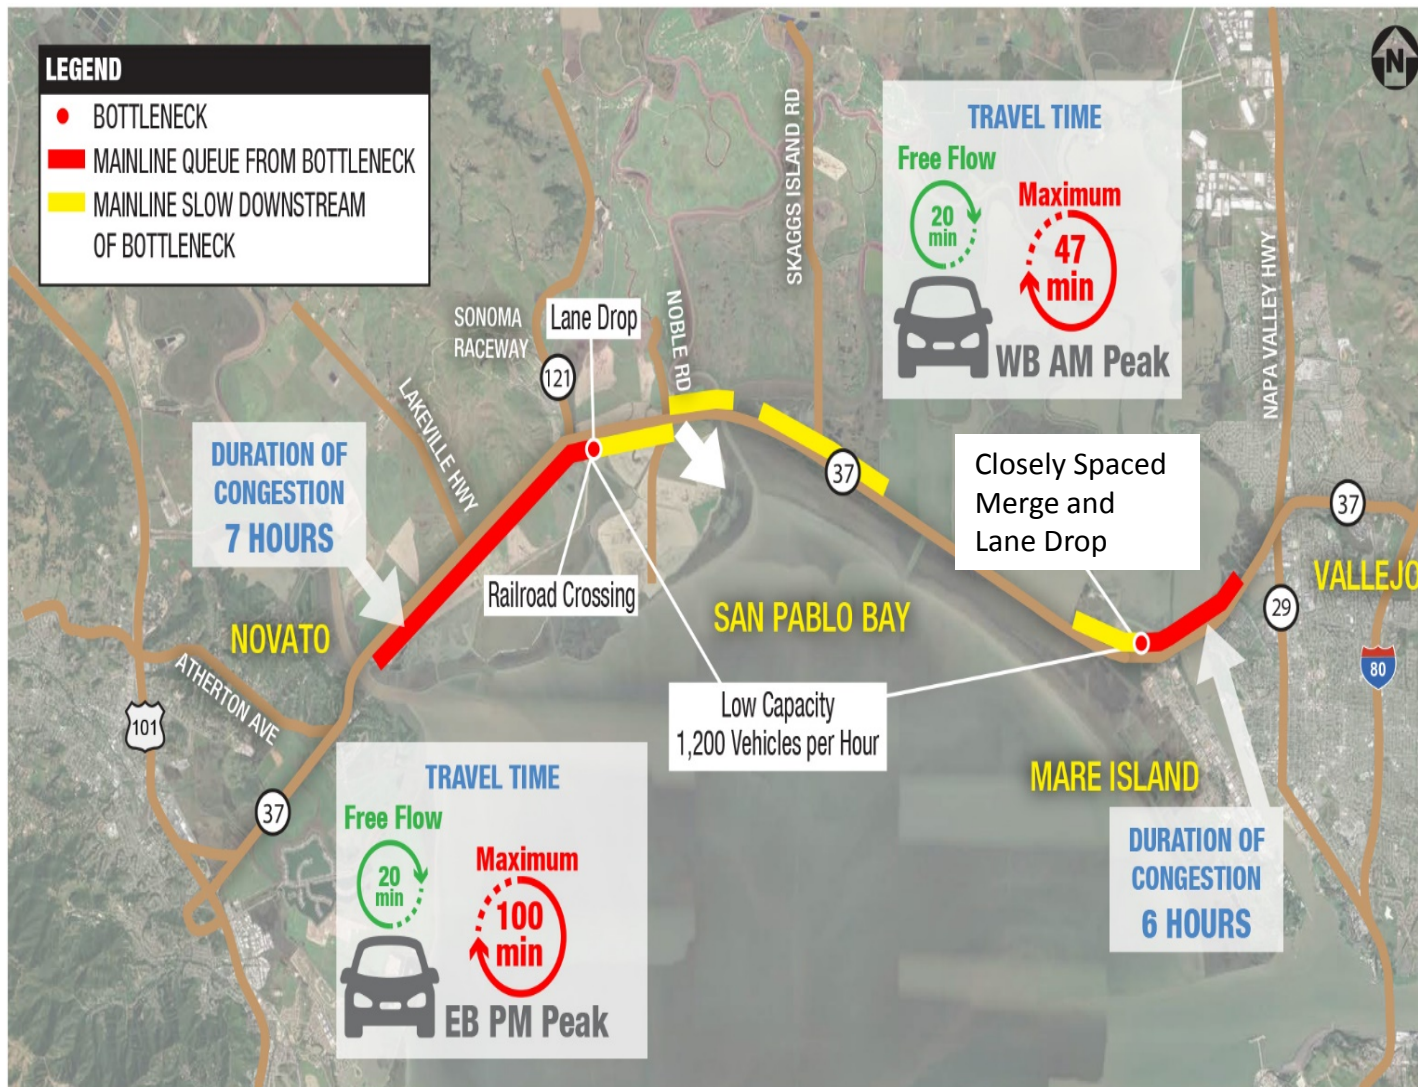 LEGEND
BOTTLENECK
MAINLINE QUEUE FROM BOTTLENECK
MAINLINE SLOW DOWNSTREAM
OF BOTTLENECK
N
TRAVEL TIME
Free Flow
20
min
Maximum
47
min
WB AM Peak
SKAGGS ISLAND RD
NAPA VALLEY HWY
SONOMA
RACEWAY
Lane Drop
NOBLE RD
121
LAKEVILLE HWY
DURATION OF
CONGESTION
7 HOURS
37
Closely Spaced
Merge and
Lane Drop
37
VALLEJO
Railroad Crossing
NOVATO
SAN PABLO BAY
29
80
ATHERTON AVE
101
Low Capacity
1,200 Vehicles per Hour
MARE ISLAND
37
TRAVEL TIME
Free Flow
20
min
Maximum
100
min
EB PM Peak
DURATION OF
CONGESTION
6 HOURS